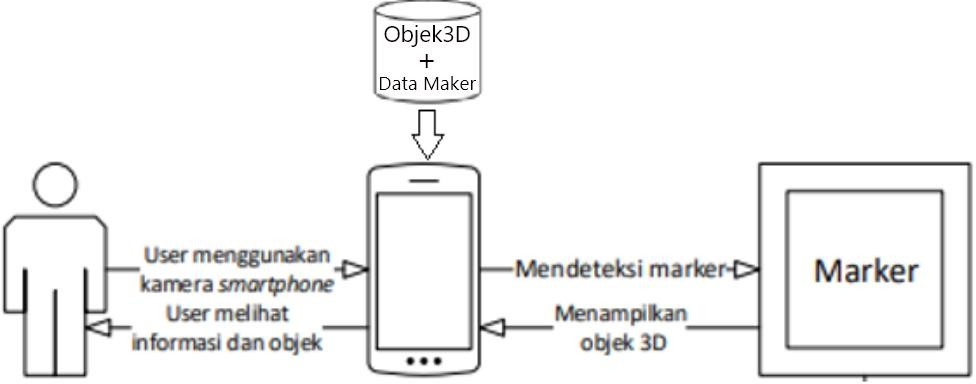 Objek3D
+
Data Maker
User menggunakan
kamera smartphone
User melihat
informasi dan objek
Mendeteksi marker
Menampilkan
objek 3D
Marker